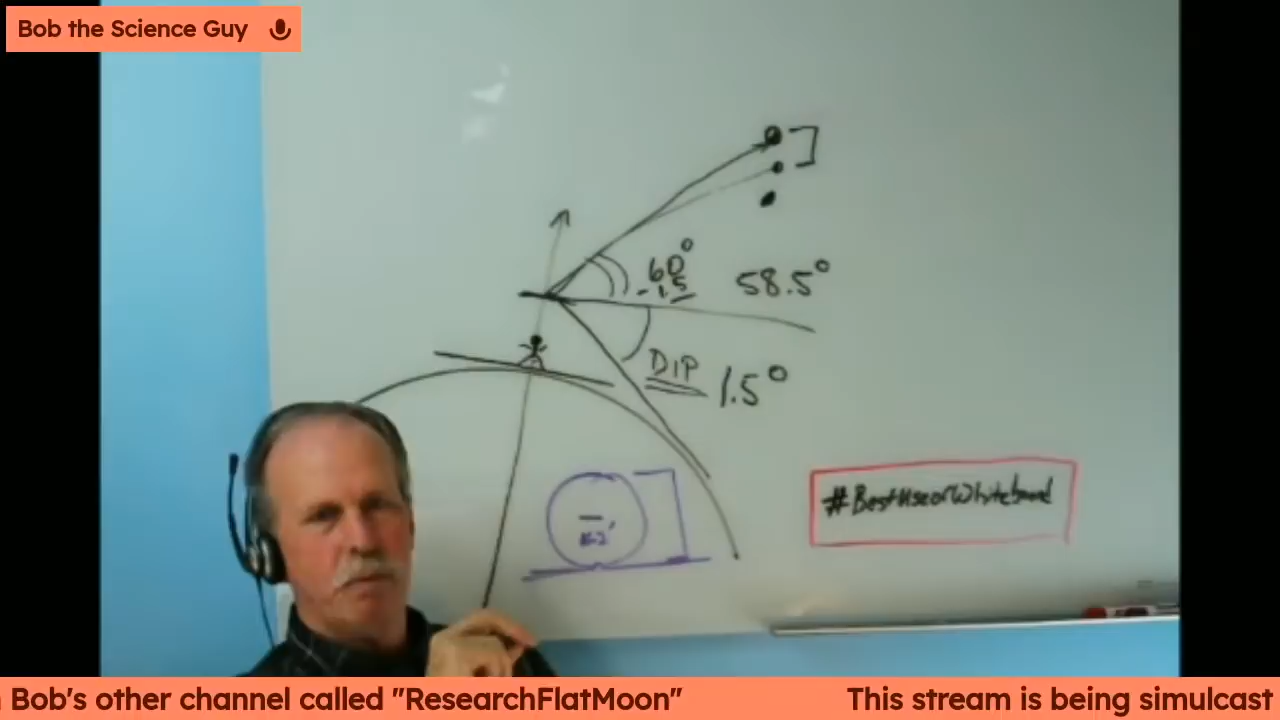 Bob the Science Guy
60°
-1.5
58.5°
DIP
1.5°
#BestUseofWhiteboard
Bob's other channel called "ResearchFlatMoon"
This stream is being simulcast